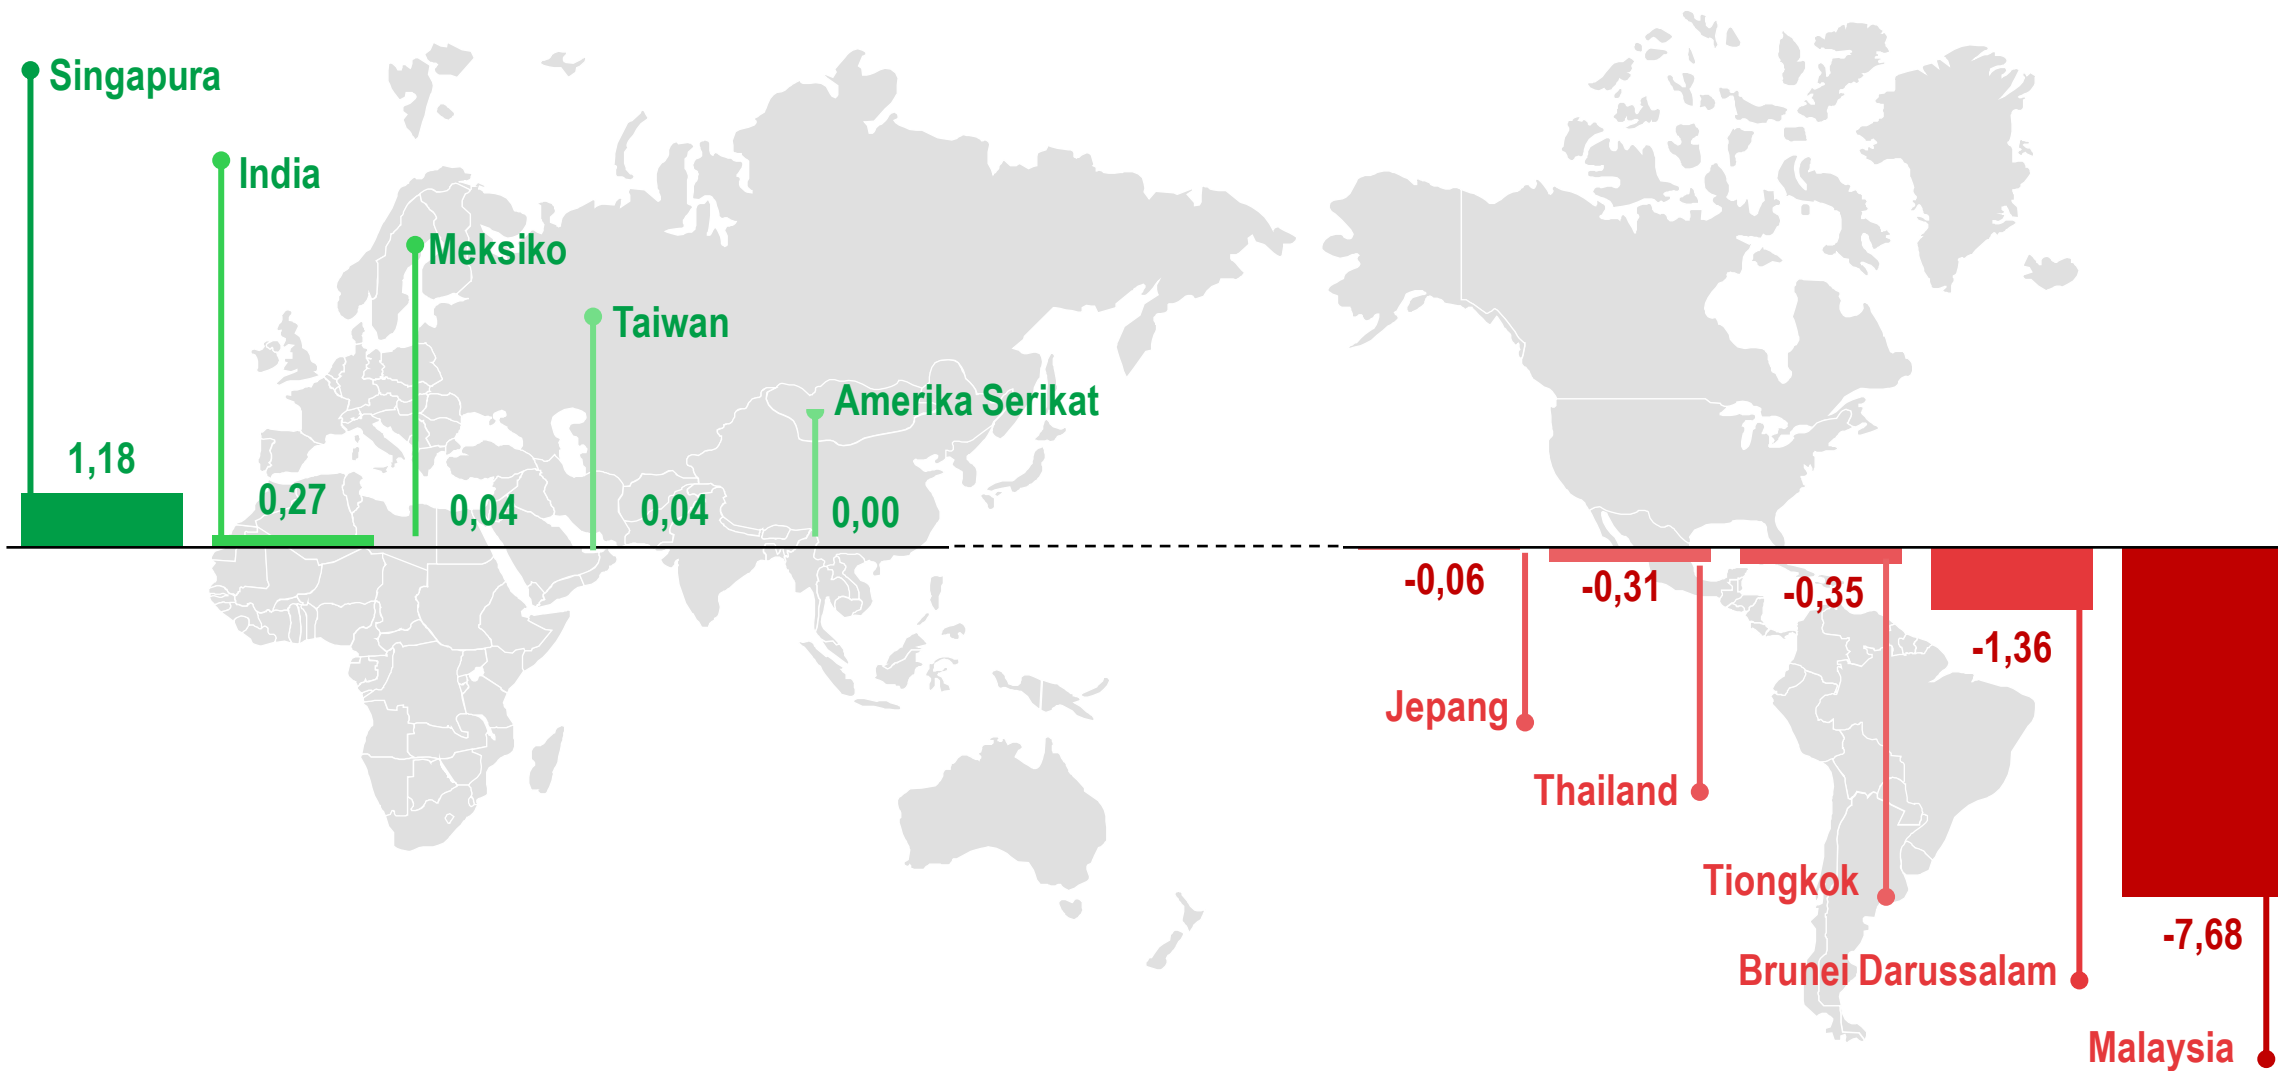 Singapura
India
Meksiko
Taiwan
Amerika Serikat
1,18
0,27
0,04
0,04
0,00
-0,06
-0,31
-0,35
-1,36
-7,68
Jepang
Thailand
Tiongkok
Brunei Darussalam
Malaysia